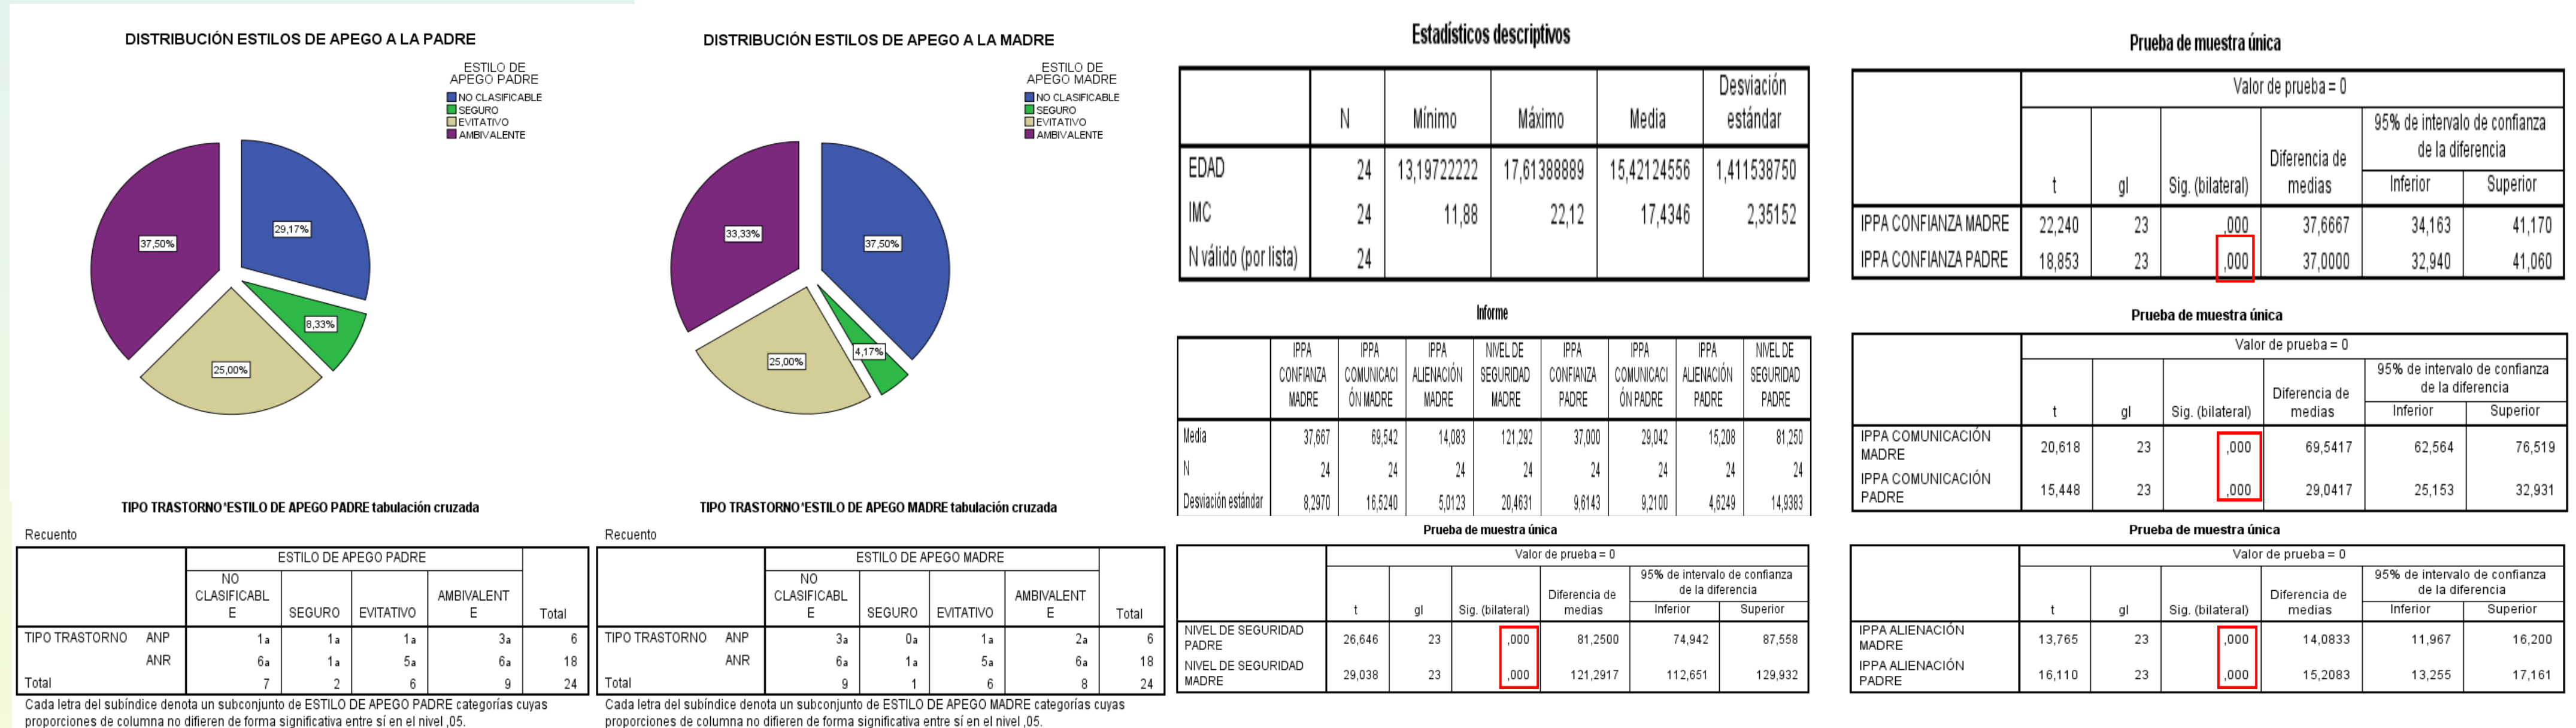 DISTRIBUCIÓN ESTILOS DE APEGO A LA PADRE
ESTILO DE
APEGO PADRE
NO CLASIFICABLE
SEGURO
EVITATIVO
AMBIVALENTE
37,50%
29,17%
8,33%
25,00%
DISTRIBUCIÓN ESTILOS DE APEGO A LA MADRE
ESTILO DE
APEGO MADRE
NO CLASIFICABLE
SEGURO
EVITATIVO
AMBIVALENTE
33,33%
37,50%
4,17%
25,00%
TIPO TRASTORNO*ESTILO DE APEGO PADRE tabulación cruzada
Recuento
ESTILO DE APEGO PADRE
NO
CLASIFICABL
E SEGURO EVITATIVO AMBIVALENT
E Total
TIPO TRASTORNO ANP 1a 1a 1a 3a 6
ANR 6a 1a 5a 6a 18
Total 7 2 6 9 24
Cada letra del subíndice denota un subconjunto de ESTILO DE APEGO PADRE categorías cuyas
proporciones de columna no difieren de forma significativa entre sí en el nivel ,05.
TIPO TRASTORNO*ESTILO DE APEGO MADRE tabulación cruzada
Recuento
ESTILO DE APEGO MADRE
NO
CLASIFICABL
E SEGURO EVITATIVO AMBIVALENT
E Total
TIPO TRASTORNO ANP 3a 0a 1a 2a 6
ANR 6a 1a 5a 6a 18
Total 9 1 6 8 24
Cada letra del subíndice denota un subconjunto de ESTILO DE APEGO MADRE categorías cuyas
proporciones de columna no difieren de forma significativa entre sí en el nivel ,05.
Estadísticos descriptivos
N Mínimo Máximo Media Desviación
estándar
EDAD 24 13,19722222 17,61388889 15,42124556 1,411538750
IMC 24 11,88 22,12 17,4346 2,35152
N válido (por lista) 24
Informe
IPPA IPPA IPPA NIVEL DE IPPA IPPA IPPA NIVEL DE
CONFIANZA COMUNICACI ALIENACIÓN SEGURIDAD CONFIANZA COMUNICACI ALIENACIÓN SEGURIDAD
MADRE ÓN MADRE MADRE MADRE PADRE ÓN PADRE PADRE PADRE
Media 37,667 69,542 14,083 121,292 37,000 29,042 15,208 81,250
N 24 24 24 24 24 24 24 24
Desviación estándar 8,2970 16,5240 5,0123 20,4631 9,6143 9,2100 4,6249 14,9383
Prueba de muestra única
Valor de prueba = 0
t gl Sig. (bilateral) Diferencia de
medias 95% de intervalo de confianza
de la diferencia
Inferior Superior
NIVEL DE SEGURIDAD
PADRE 26,646 23 ,000 81,2500 74,942 87,558
NIVEL DE SEGURIDAD
MADRE 29,038 23 ,000 121,2917 112,651 129,932
Prueba de muestra única
Valor de prueba = 0
t gl Sig. (bilateral) Diferencia de
medias 95% de intervalo de confianza
de la diferencia
Inferior Superior
IPPA CONFIANZA MADRE 22,240 23 ,000 37,6667 34,163 41,170
IPPA CONFIANZA PADRE 18,853 23 ,000 37,0000 32,940 41,060
Prueba de muestra única
Valor de prueba = 0
t gl Sig. (bilateral) Diferencia de
medias 95% de intervalo de confianza
de la diferencia
Inferior Superior
IPPA COMUNICACIÓN
MADRE 20,618 23 ,000 69,5417 62,564 76,519
IPPA COMUNICACIÓN
PADRE 15,448 23 ,000 29,0417 25,153 32,931
Prueba de muestra única
Valor de prueba = 0
t gl Sig. (bilateral) Diferencia de
medias 95% de intervalo de confianza
de la diferencia
Inferior Superior
IPPA ALIENACIÓN
MADRE 13,765 23 ,000 14,0833 11,967 16,200
IPPA ALIENACIÓN
PADRE 16,110 23 ,000 15,2083 13,255 17,161